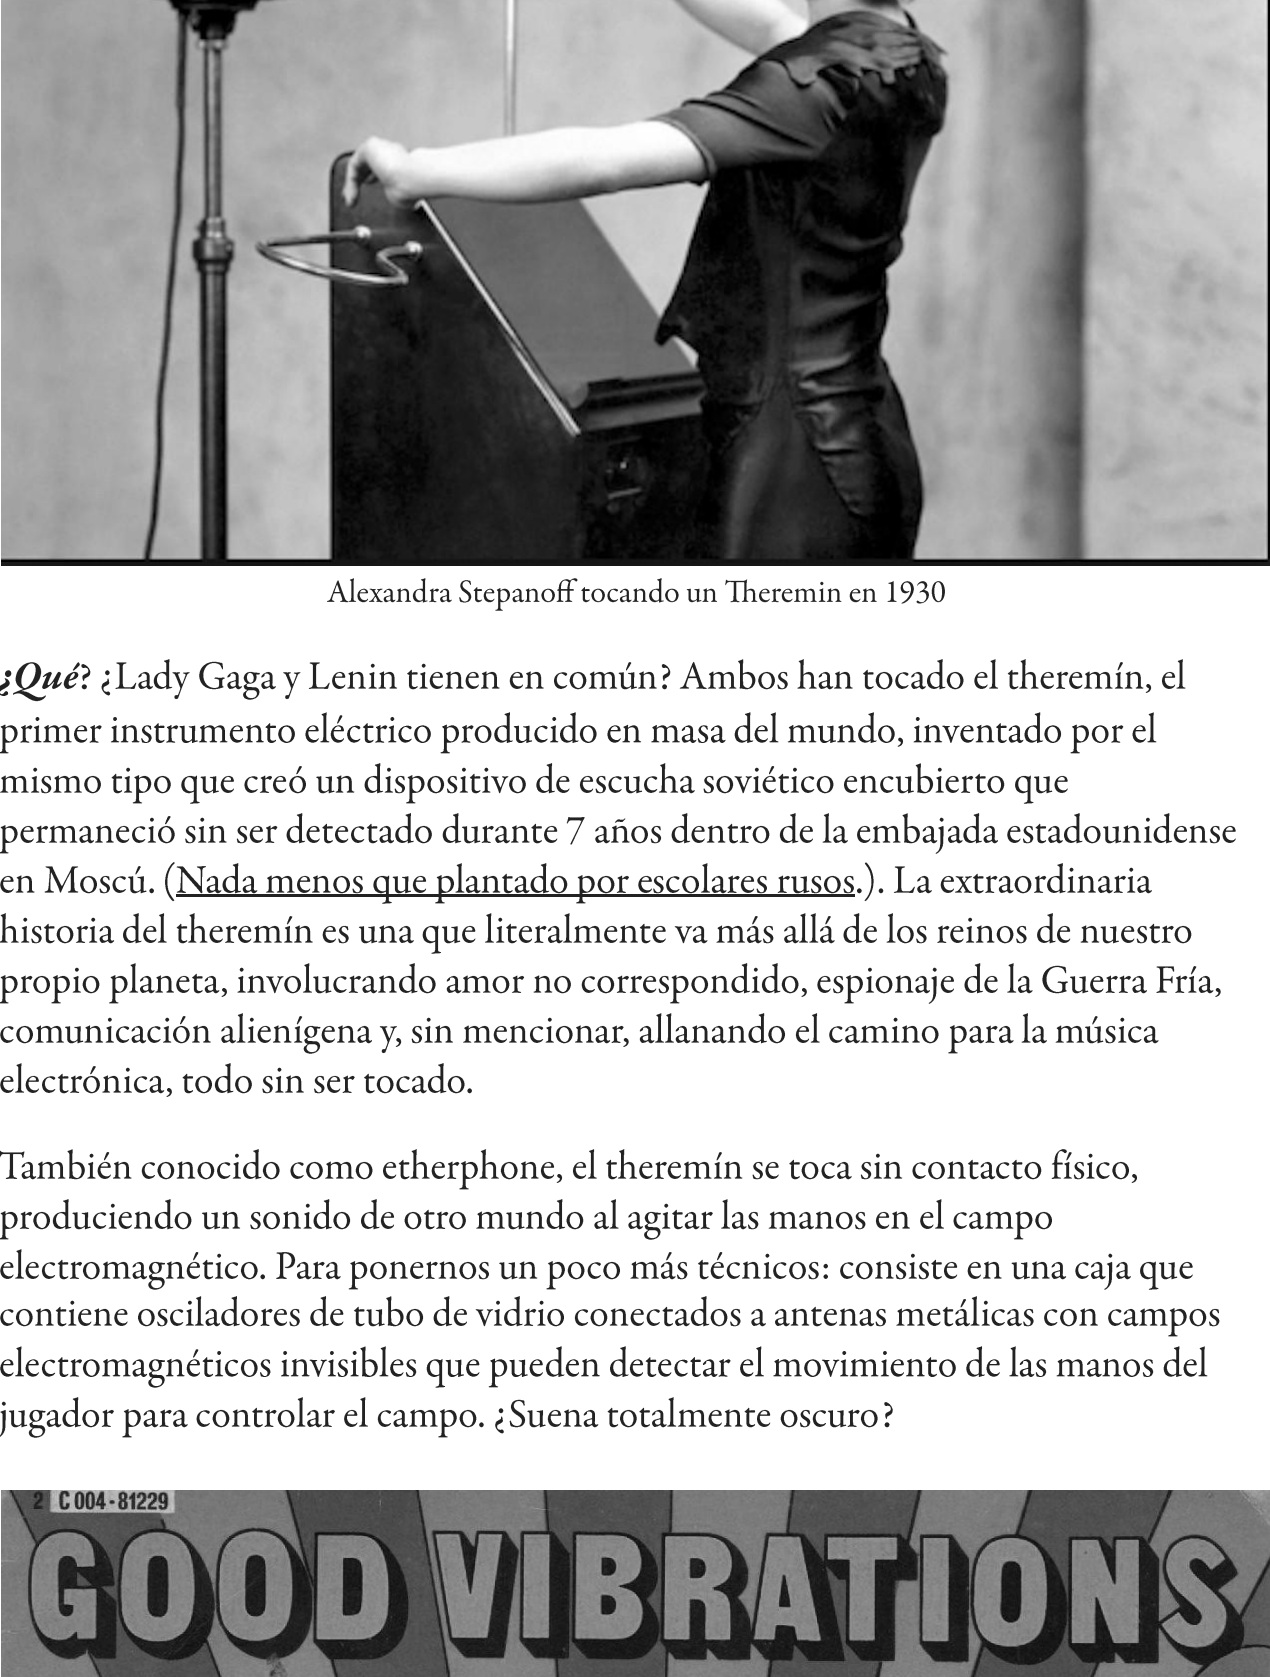 Alexandra Stepanoff tocando un Theremin en 1930
¿Qué? ¿Lady Gaga y Lenin tienen en común? Ambos han tocado el theremín, el
primer instrumento eléctrico producido en masa del mundo, inventado por el
mismo tipo que creó un dispositivo de escucha soviético encubierto que
permaneció sin ser detectado durante 7 años dentro de la embajada estadounidense
en Moscú. (Nada menos que plantado por escolares rusos.). La extraordinaria
historia del theremín es una que literalmente va más allá de los reinos de nuestro
propio planeta, involucrando amor no correspondido, espionaje de la Guerra Fría,
comunicación alienígena y, sin mencionar, allanando el camino para la música
electrónica, todo sin ser tocado.
También conocido como etherphone, el theremín se toca sin contacto físico,
produciendo un sonido de otro mundo al agitar las manos en el campo
electromagnético. Para ponernos un poco más técnicos: consiste en una caja que
contiene osciladores de tubo de vidrio conectados a antenas metálicas con campos
electromagnéticos invisibles que pueden detectar el movimiento de las manos del
jugador para controlar el campo. ¿Suena totalmente oscuro?
2 C 004·81229
GOOD VIBRATIONS